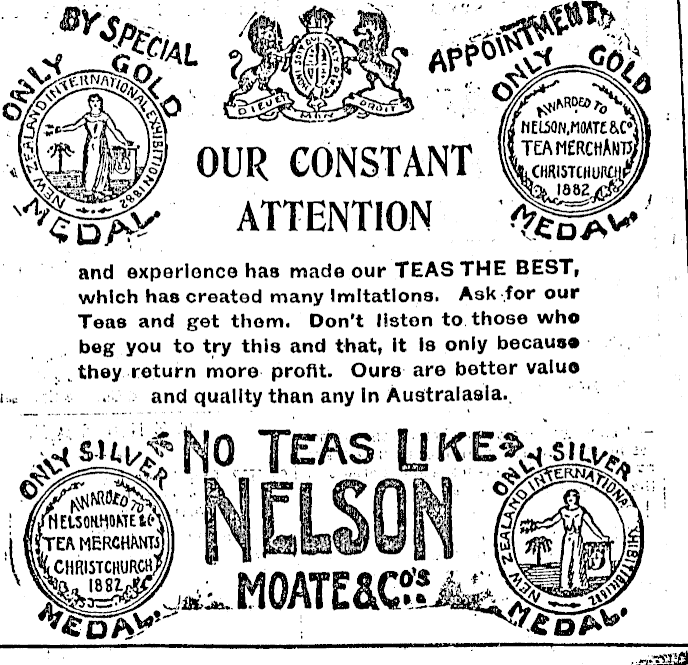 BY SPECIAL APPOINTMENT
ONLY GOLD MEDAL.
NEW ZEALAND INTERNATIONAL EXHIBITION 1882
DIEU ET MON DROIT
ONLY GOLD MEDAL.
AWARDED TO
NELSON, MOATE & Co
TEA MERCHANTS
CHRISTCHURCH
1882
OUR CONSTANT
ATTENTION
and experience has made our TEAS THE BEST,
which has created many imitations. Ask for our
Teas and get them. Don't listen to those who
beg you to try this and that, it is only because
they return more profit. Ours are better value
and quality than any in Australasia.
NO TEAS LIKE
NELSON
MOATE & Co's.
ONLY SILVER MEDAL.
AWARDED TO
NELSON MOATE & Co
TEA MERCHANTS
CHRISTCHURCH
1882
ONLY SILVER MEDAL.
NEW ZEALAND INTERNATIONAL EXHIBITION 1882